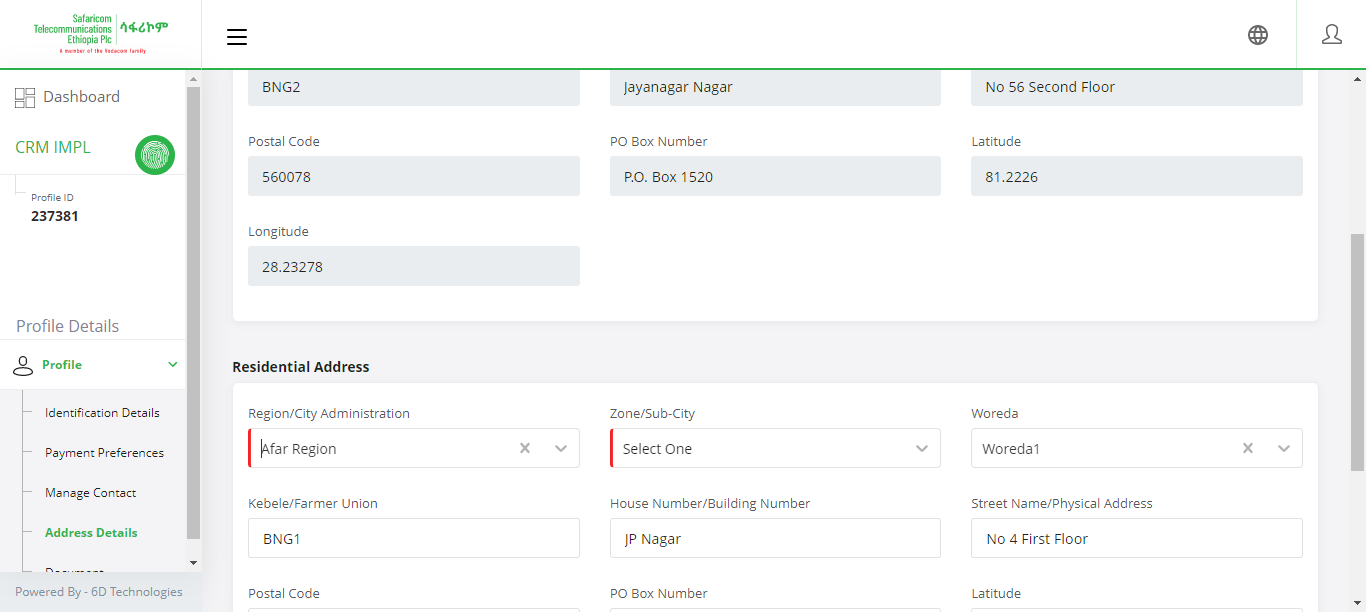 Safaricom
Telecommunications
Ethiopia Plc
ሳፋሪኮም
A member of the Vodacom family
Dashboard
CRM IMPL
Profile ID
237381
Profile Details
Profile
Identification Details
Payment Preferences
Manage Contact
Address Details
Document
Powered By - 6D Technologies
BNG2
Jayanagar Nagar
No 56 Second Floor
Postal Code
PO Box Number
Latitude
560078
P.O. Box 1520
81.2226
Longitude
28.23278
Residential Address
Region/City Administration
Zone/Sub-City
Woreda
Afar Region
Select One
Woreda1
Kebele/Farmer Union
House Number/Building Number
Street Name/Physical Address
BNG1
JP Nagar
No 4 First Floor
Postal Code
PO Box Number
Latitude